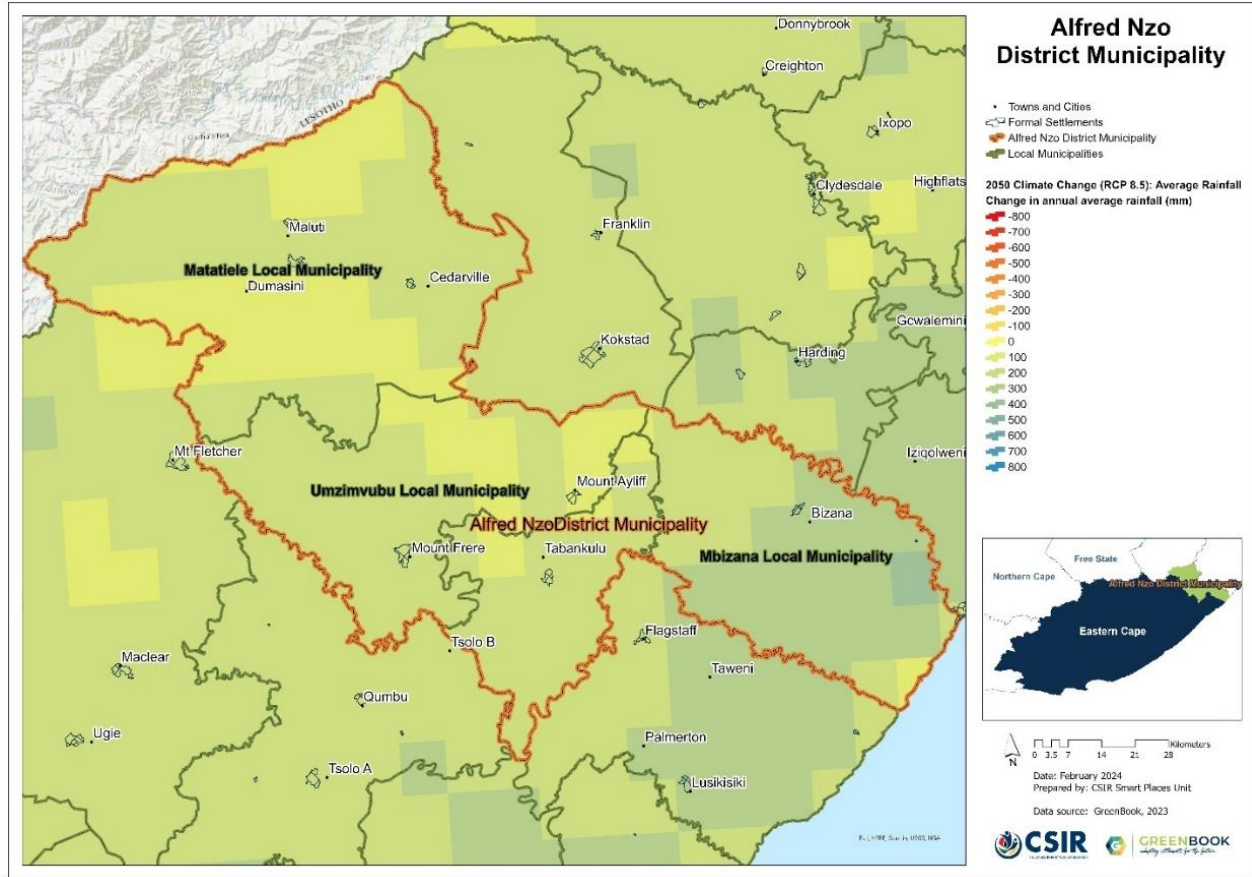 Alfred Nzo
District Municipality
Towns and Cities
Formal Settlements
Alfred Nzo District Municipality
Local Municipalities
2050 Climate Change (RCP 8.5): Average Rainfall
Change in annual average rainfall (mm)
-800
-700
-600
-500
-400
-300
-200
-100
0
100
200
300
400
500
600
700
800
Donnybrook
Creighton
LESOTHO
Ixopo
Clydesdale
Highflats
Maluti
Franklin
Matatiele Local Municipality
Dumasini
Cedarville
Gcwalemini
Kokstad
Harding
Mt Fletcher
Iziqolweni
Umzimvubu Local Municipality
Mount Ayliff
Alfred NzoDistrict Municipality
Bizana
Mount Frere
Tabankulu
Mbizana Local Municipality
Flagstaff
Tsolo B
Taweni
Maclear
Qumbu
Ugie
Palmerton
Tsolo A
Lusikisiki
Free State
Northern Cape
Alfred Nzo District Municipality
Eastern Cape
N
Kilometers
0 3.5 7 14 21 28
Date: February 2024
Prepared by: CSIR Smart Places Unit
Data source: GreenBook, 2023
CSIR
G GREENBOOK